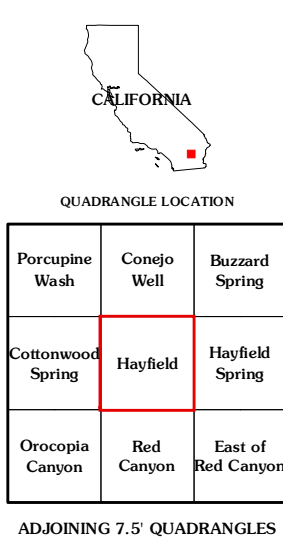 CALIFORNIA
QUADRANGLE LOCATION
Porcupine
Wash
Conejo
Well
Buzzard
Spring
Cottonwood
Spring
Hayfield
Hayfield
Spring
Orocopia
Canyon
Red
Canyon
East of
Red Canyon
ADJOINING 7.5' QUADRANGLES